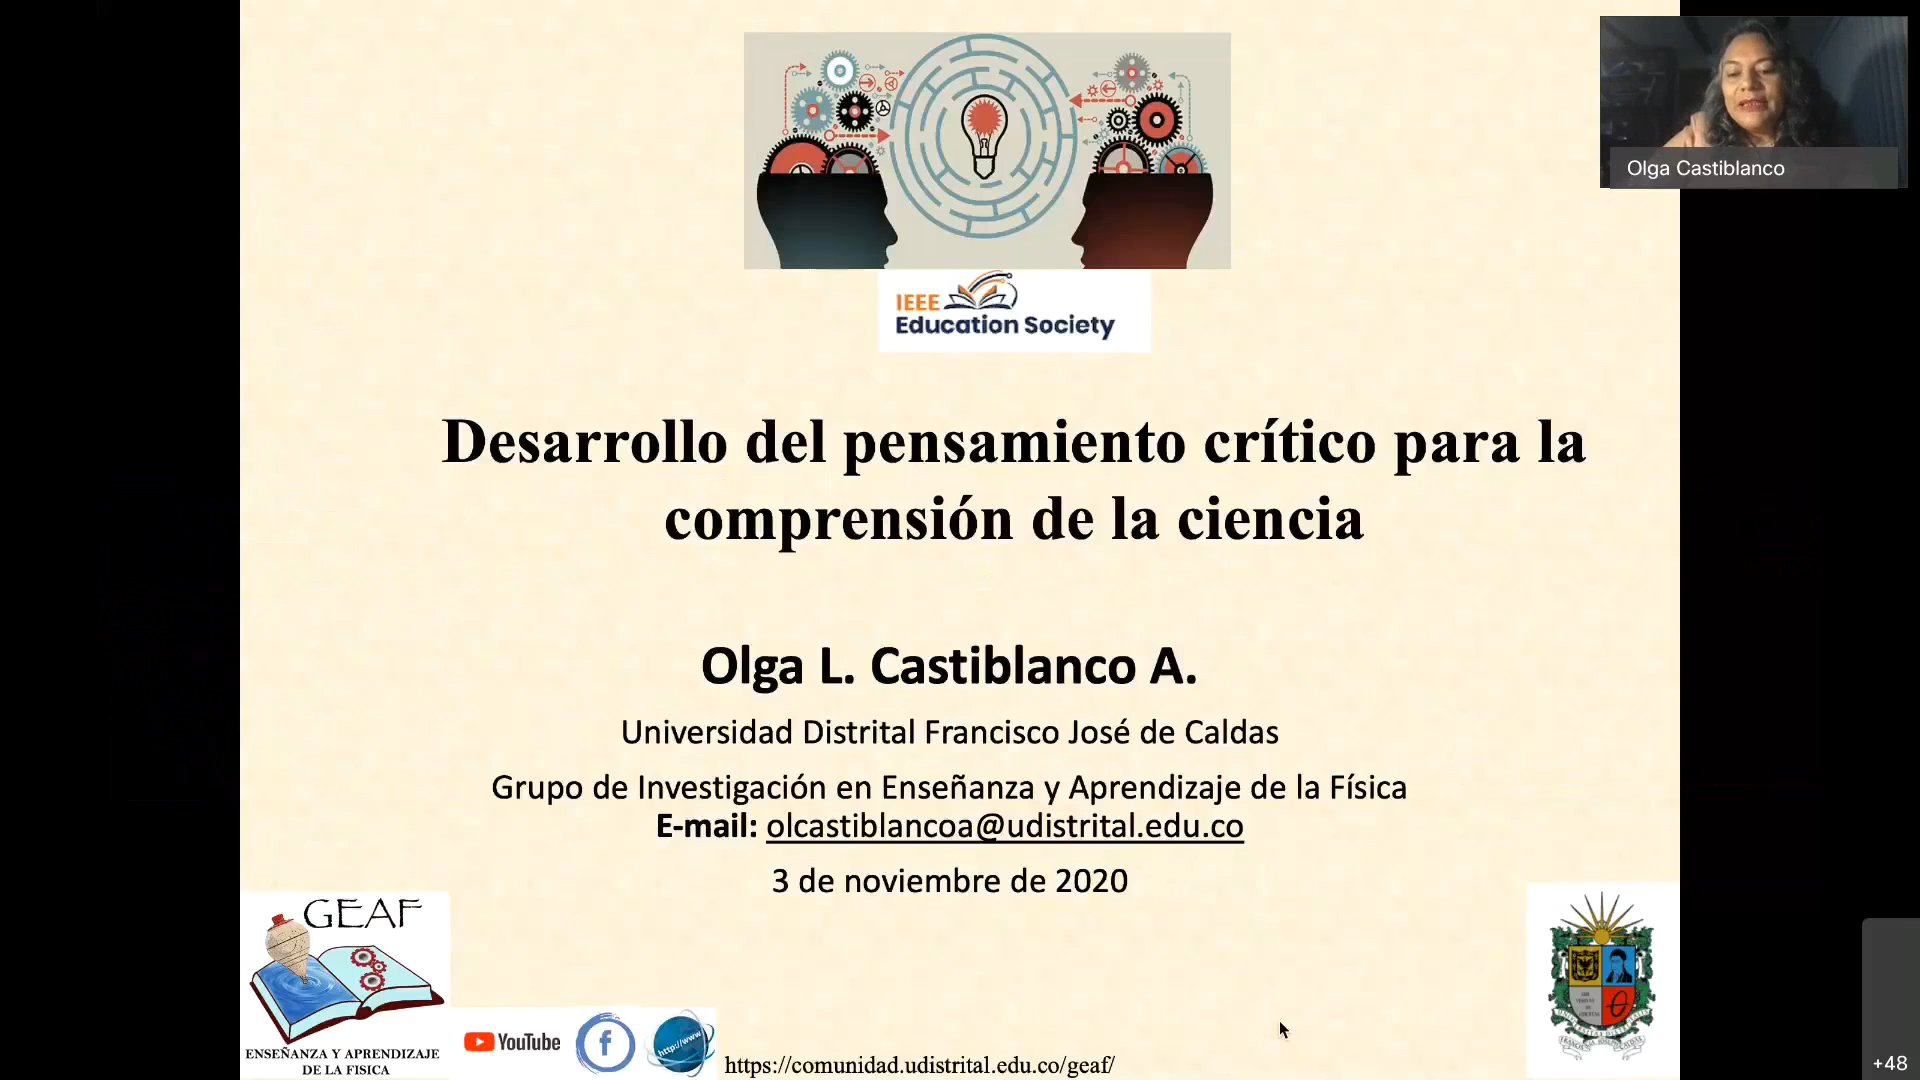 Olga Castiblanco
IEEE
Education Society
Desarrollo del pensamiento crítico para la
comprensión de la ciencia
Olga L. Castiblanco A.
Universidad Distrital Francisco José de Caldas
Grupo de Investigación en Enseñanza y Aprendizaje de la Física
E-mail: olcastiblancoa@udistrital.edu.co
3 de noviembre de 2020
GEAF
ENSEÑANZA Y APRENDIZAJE
DE LA FISICA
YouTube
f
http://www
https://comunidad.udistrital.edu.co/geaf/
+48